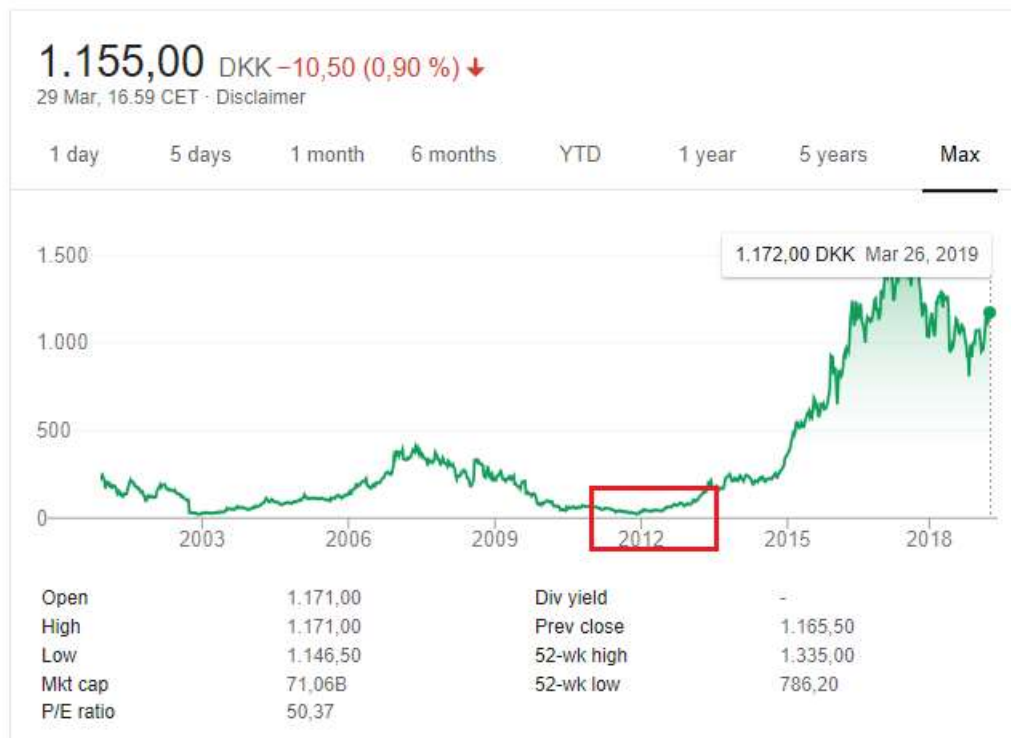 1.155,00 DKK −10,50 (0,90 %)
29 Mar, 16.59 CET · Disclaimer
1 day 5 days 1 month 6 months YTD 1 year 5 years Max
1.172,00 DKK Mar 26, 2019
1.500
1.000
500
0
2003 2006 2009 2012 2015 2018
Open 1.171,00 Div yield -
High 1.171,00 Prev close 1.165,50
Low 1.146,50 52-wk high 1.335,00
Mkt cap 71,06B 52-wk low 786,20
P/E ratio 50,37